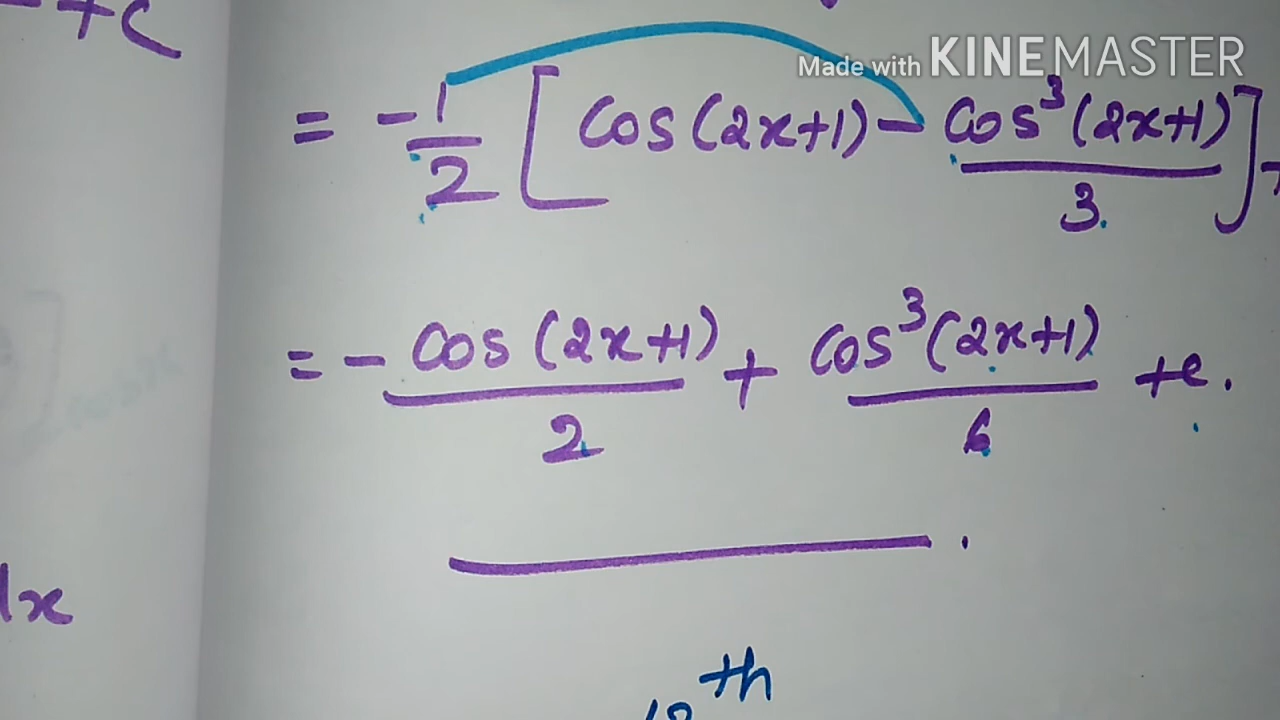 +C
Made with KINEMASTER
= -1/2 [ cos(2x+1) - cos³(2x+1)/3 ] +
= - cos(2x+1)/2 + cos³(2x+1)/6 + c.
dx
th